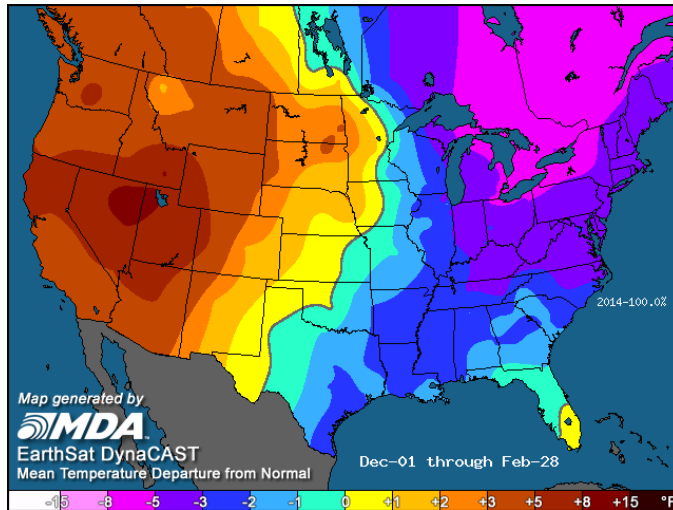 2014-100.0%
Map generated by
MDA
EarthSat DynaCAST
Mean Temperature Departure from Normal
Dec-01 through Feb-28
-15 -8 -5 -3 -2 -1 0 +1 +2 +3 +5 +8 +15 °F